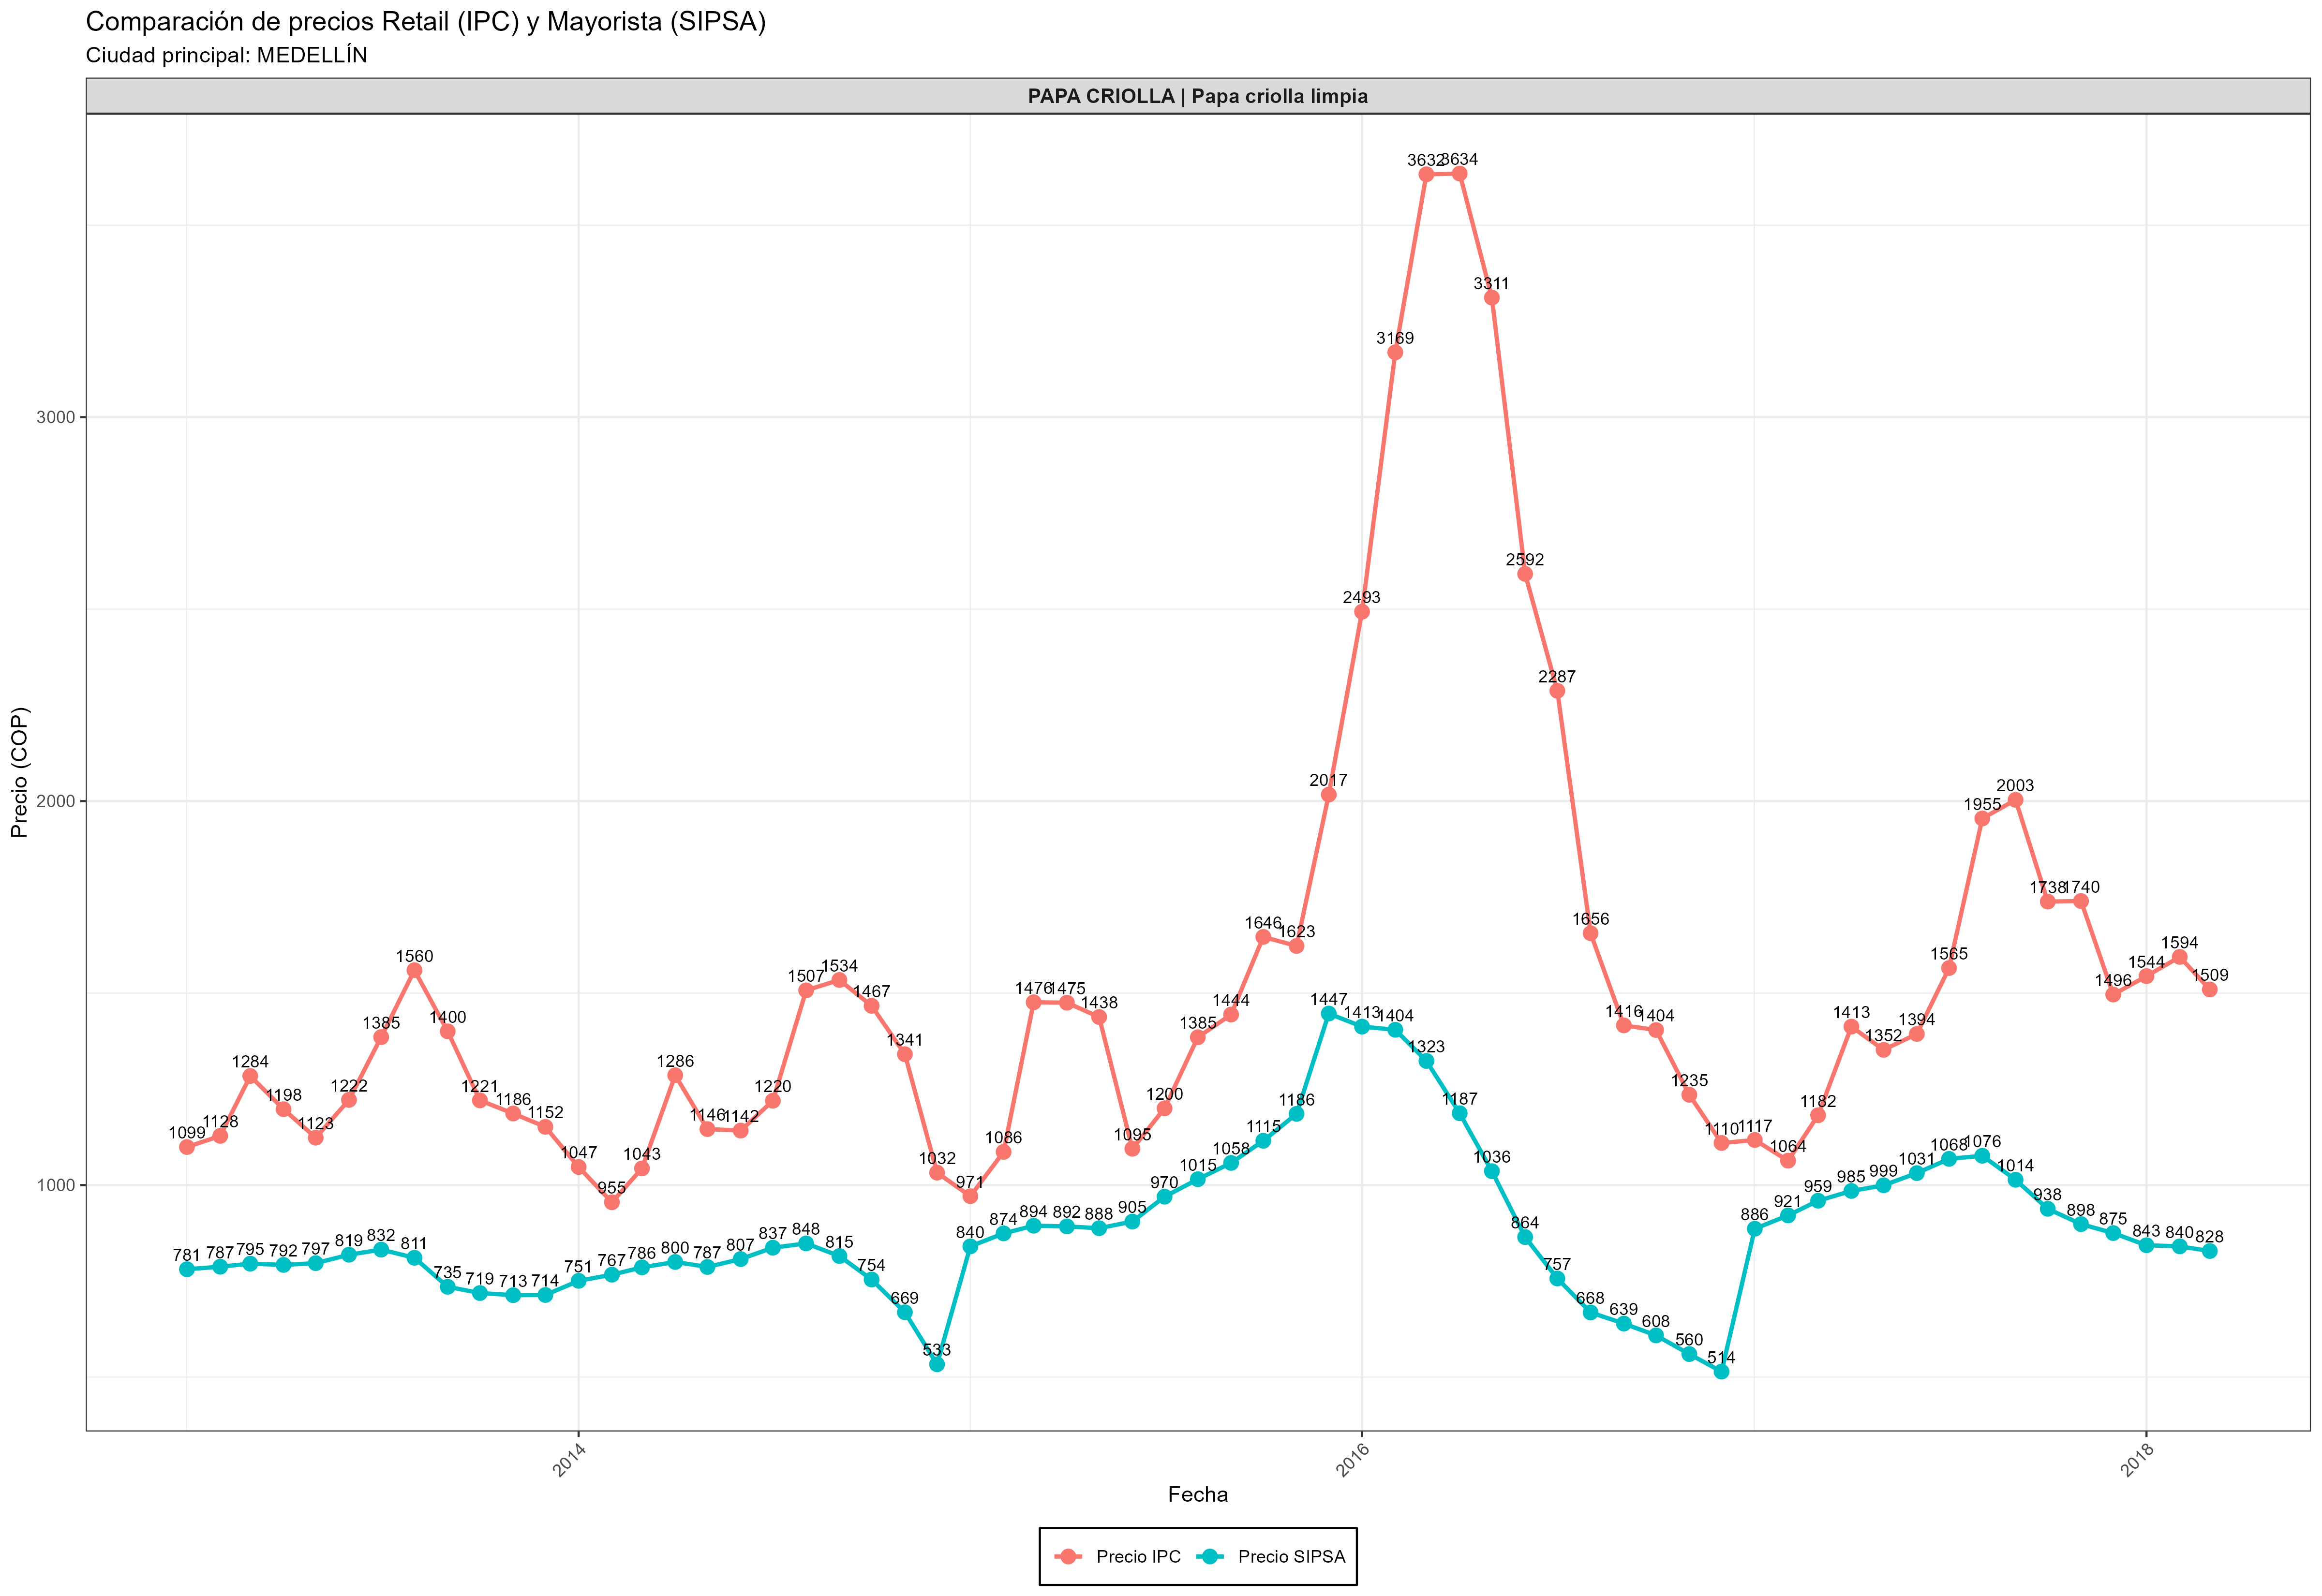 Comparación de precios Retail (IPC) y Mayorista (SIPSA)
Ciudad principal: MEDELLÍN
PAPA CRIOLLA | Papa criolla limpia
Precio (COP)
3000
2000
1000
1099 1128 1284 1198 1123 1222 1385 1560 1400 1221 1186 1152 1047 955 1043 1286 1146 1142 1220 1507 1534 1467 1341 1032 971 1086 1476 1475 1438 1095 1200 1385 1444 1646 1623 2017 2493 3169 3632 3634 3311 2592 2287 1656 1416 1404 1235 1110 1117 1064 1182 1413 1352 1394 1565 1955 2003 1738 1740 1496 1544 1594 1509
781 787 795 792 797 819 832 811 735 719 713 714 751 767 786 800 787 807 837 848 815 754 669 533 840 874 894 892 888 905 970 1015 1058 1115 1186 1447 1413 1404 1323 1187 1036 864 757 668 639 608 560 514 886 921 959 985 999 1031 1068 1076 1014 938 898 875 843 840 828
2014 2016 2018
Fecha
Precio IPC Precio SIPSA